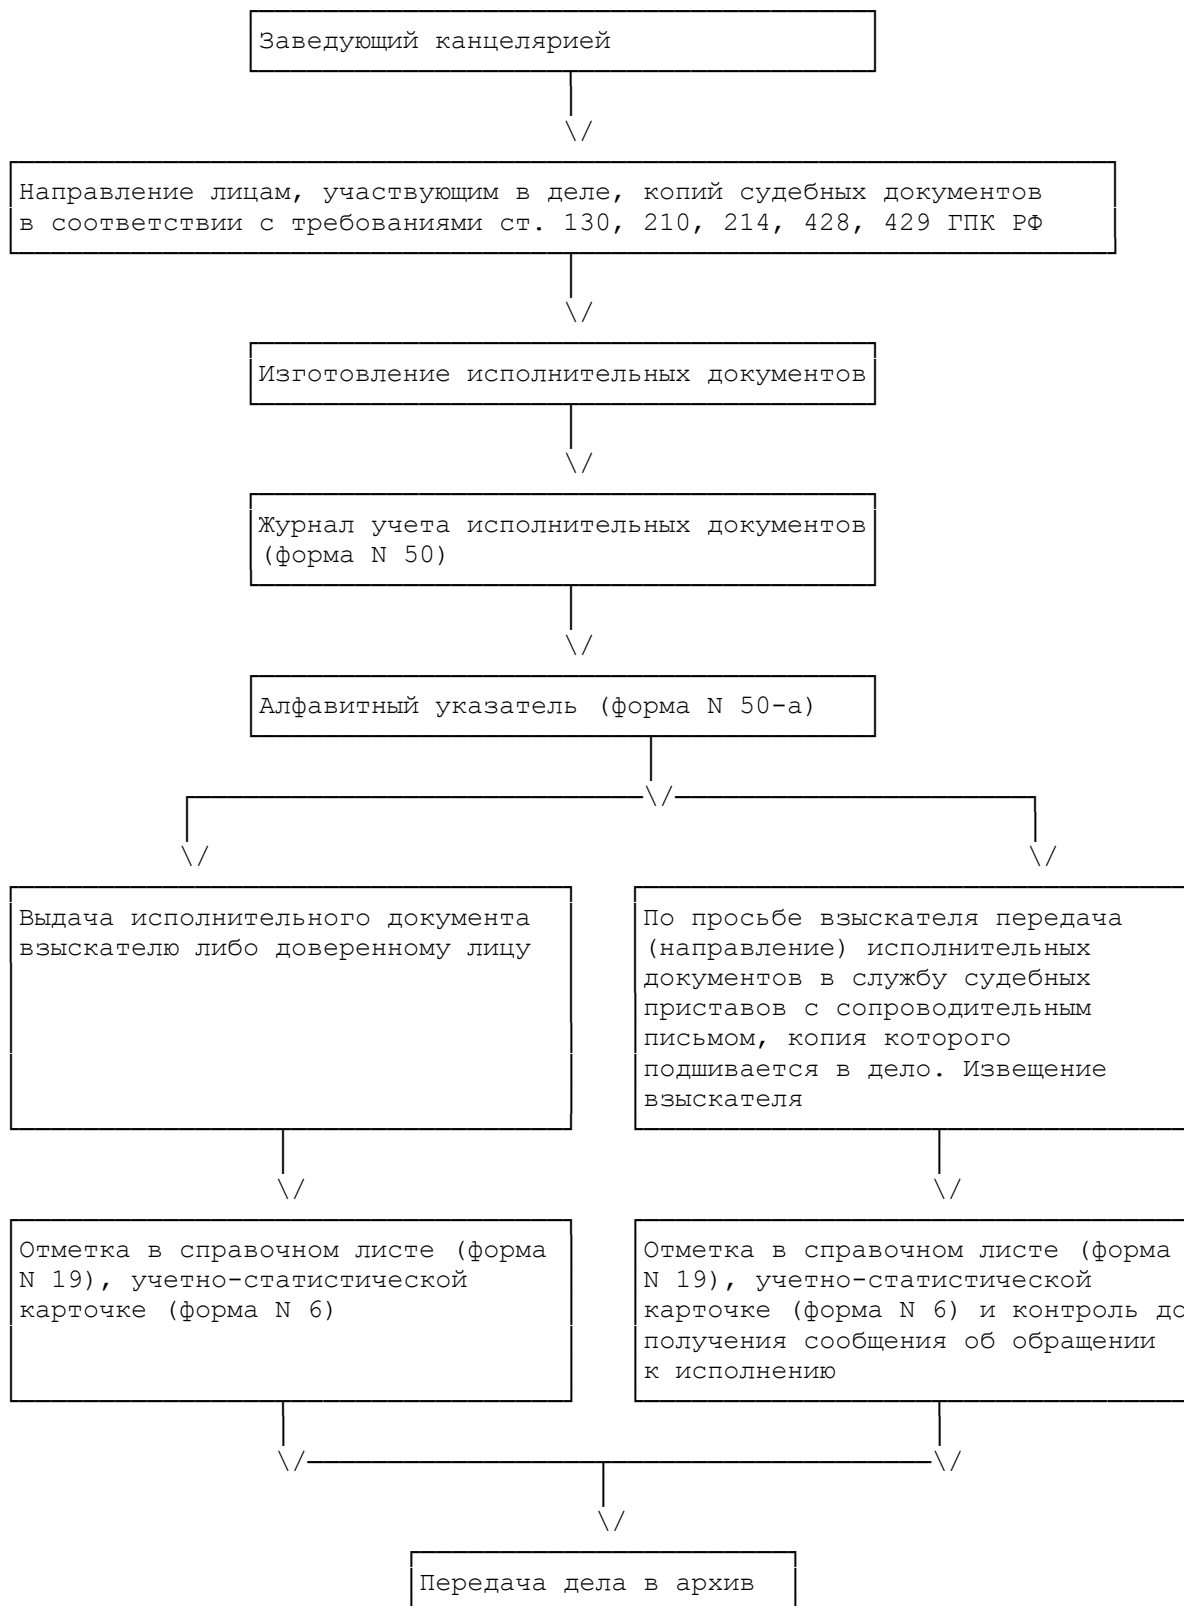 Заведующий канцелярией
Направление лицам, участвующим в деле, копий судебных документов
в соответствии с требованиями ст. 130, 210, 214, 428, 429 ГПК РФ
Изготовление исполнительных документов
Журнал учета исполнительных документов
(форма N 50)
Алфавитный указатель (форма N 50-а)
Выдача исполнительного документа
взыскателю либо доверенному лицу
По просьбе взыскателя передача
(направление) исполнительных
документов в службу судебных
приставов с сопроводительным
письмом, копия которого
подшивается в дело. Извещение
взыскателя
Отметка в справочном листе (форма
N 19), учетно-статистической
карточке (форма N 6)
Отметка в справочном листе (форма
N 19), учетно-статистической
карточке (форма N 6) и контроль до
получения сообщения об обращении
к исполнению
Передача дела в архив